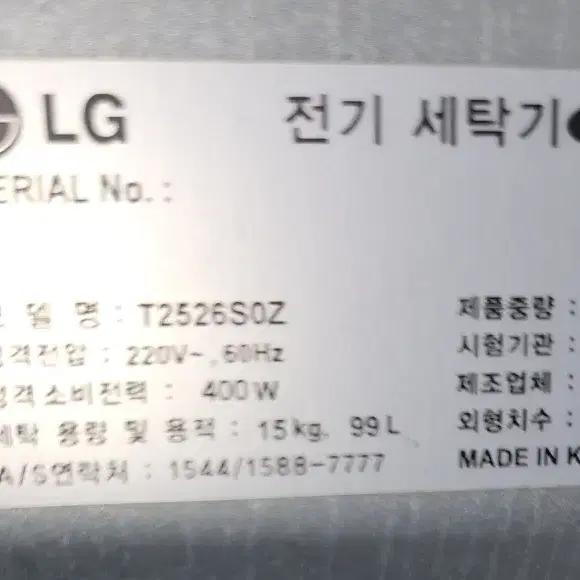 LG 전기 세탁기
ERIAL No.:
델 명 : T2526S0Z 제품중량 :
격전압 : 220V~, 60Hz 시험기관 :
격소비전력 : 400W 제조업체 :
세탁 용량 및 용적 : 15kg, 99L 외형치수 :
A/S연락처 : 1544/1588-7777 MADE IN K